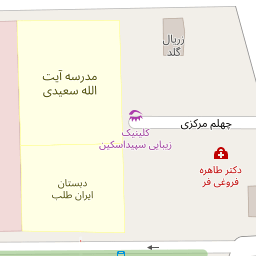 زریال
گلد
مدرسه آیت
الله سعیدی
چهلم مرکزی
کلینیک
زیبایی سپیداسکین
دکتر طاهره
فروغی فر
دبستان
ایران طلب